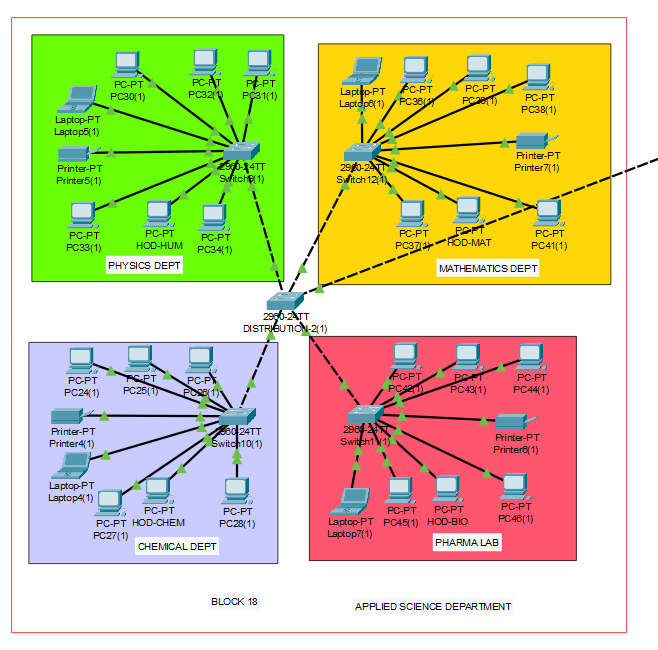 PC-PT
PC30(1)
PC-PT
PC32(1)
PC-PT
PC31(1)
Laptop-PT
Laptop5(1)
2960-24TT
Printer-PT
Printer5(1)
PC-PT
PC33(1)
PC-PT
HOD-HUM
PC-PT
PC34(1)
PHYSICS DEPT
Laptop-PT
Laptop6(1)
PC-PT
PC36(1)
PC-PT
PC-PT
PC38(1)
2960-24TT
Switch12(1)
Printer-PT
Printer7(1)
PC-PT
PC37(1)
PC-PT
HOD-MAT
PC-PT
PC41(1)
MATHEMATICS DEPT
2960-24TT
DISTRIBUTION-2(1)
PC-PT
PC24(1)
PC-PT
PC25(1)
PC-PT
PC26(1)
2960-24TT
Switch10(1)
Printer-PT
Printer4(1)
Laptop-PT
Laptop4(1)
PC-PT
PC27(1)
PC-PT
HOD-CHEM
PC-PT
PC28(1)
CHEMICAL DEPT
PC-PT
PC42(1)
PC-PT
PC43(1)
PC-PT
PC44(1)
2960-24TT
Switch11(1)
Printer-PT
Printer6(1)
Laptop-PT
Laptop7(1)
PC-PT
PC45(1)
PC-PT
HOD-BIO
PC-PT
PC46(1)
PHARMA LAB
BLOCK 18
APPLIED SCIENCE DEPARTMENT